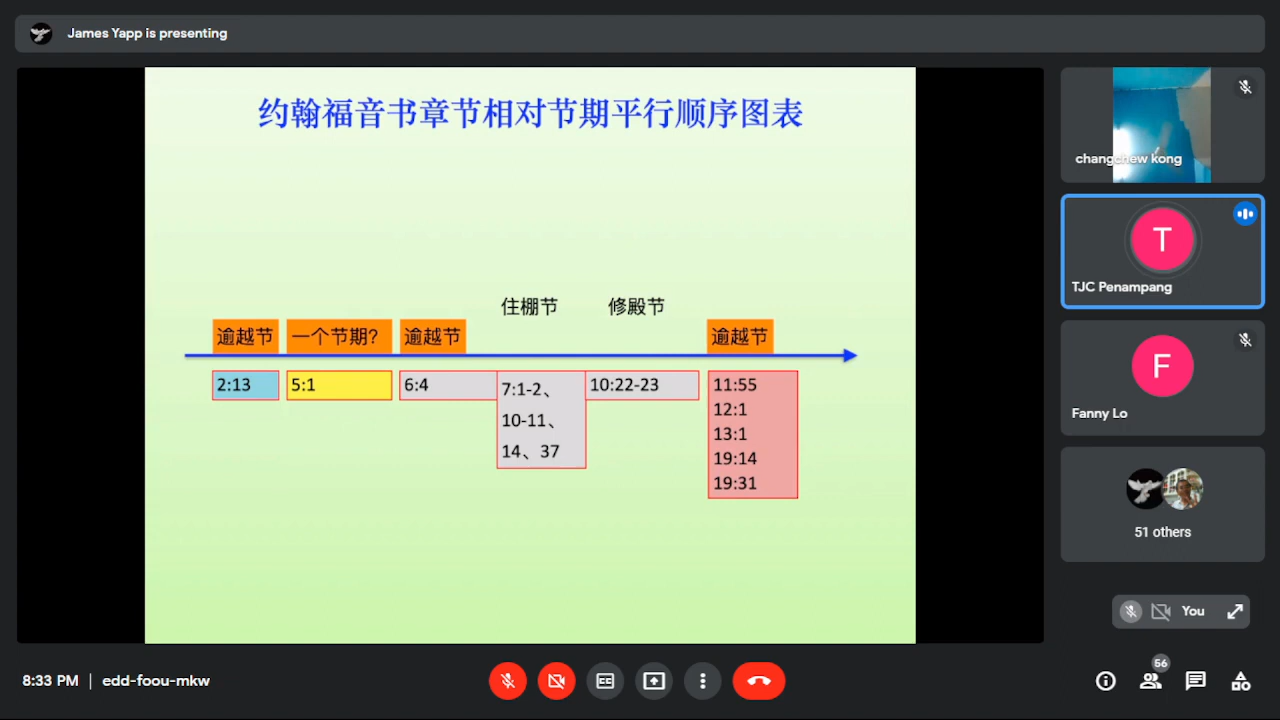 James Yapp is presenting
约翰福音书章节相对节期平行顺序图表
住棚节 修殿节
逾越节 一个节期? 逾越节 逾越节
2:13 5:1 6:4 7:1-2、 10:22-23 11:55
10-11、 12:1
14、37 13:1
19:14
19:31
changchew kong
T
TJC Penampang
F
Fanny Lo
51 others
You
8:33 PM | edd-foou-mkw
CC
56